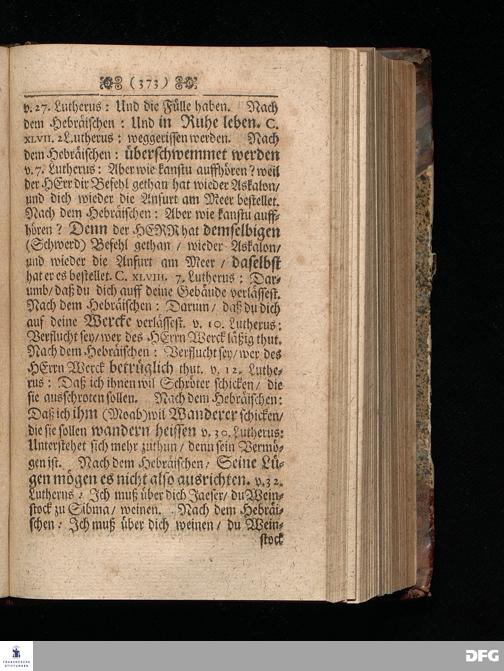 (373)
v. 27. Lutherus: Und die Fülle haben. Nach
dem Hebräischen: Und in Ruhe leben. C.
XLVII. 2 Lutherus: weggerissen werden. Nach
dem Hebräischen: überschwemmet werden
v. 7. Lutherus: Aber wie kanstu auffhören? weil
der HErr dir Befehl gethan hat wieder Askalon/
und dich wieder die Anfurt am Meer bestellet.
Nach dem Hebräischen: Aber wie kanstu auff-
hören? Denn der HERR hat demselbigen
(Schwerd) Befehl gethan/ wieder Askalon/
und wieder die Anfurt am Meer/ daselbst
hat er es bestellet. C. XLVIII. 7. Lutherus: Dar-
umb/ daß du dich auff deine Gebäude verlässest.
Nach dem Hebräischen: Darum/ daß du dich
auf deine Wercke verlässest. v. 10. Lutherus:
Verflucht sey/ wer des HErrn Werck läßig thut.
Nach dem Hebräischen: Verflucht sey/ wer des
HErrn Werck betrüglich thut. v. 12. Luthe-
rus: Daß ich ihnen wil Schröter schicken/ die
sie ausschroten sollen. Nach dem Hebräischen:
Daß ich ihm (Moab) wil Wanderer schicken/
die sie sollen wandern heissen v. 30. Lutherus:
Unterstehet sich mehr zuthun/ denn sein Vermö-
gen ist. Nach dem Hebräischen/ Seine Lü-
gen mögen es nicht also ausrichten. v. 32.
Lutherus: Ich muß über dich Jaeser/ du Wein-
stock zu Sibma/ weinen. Nach dem Hebräi-
schen: Ich muß über dich weinen/ du Wein-
stock
FRANCKESCHE
STIFTUNGEN
DFG